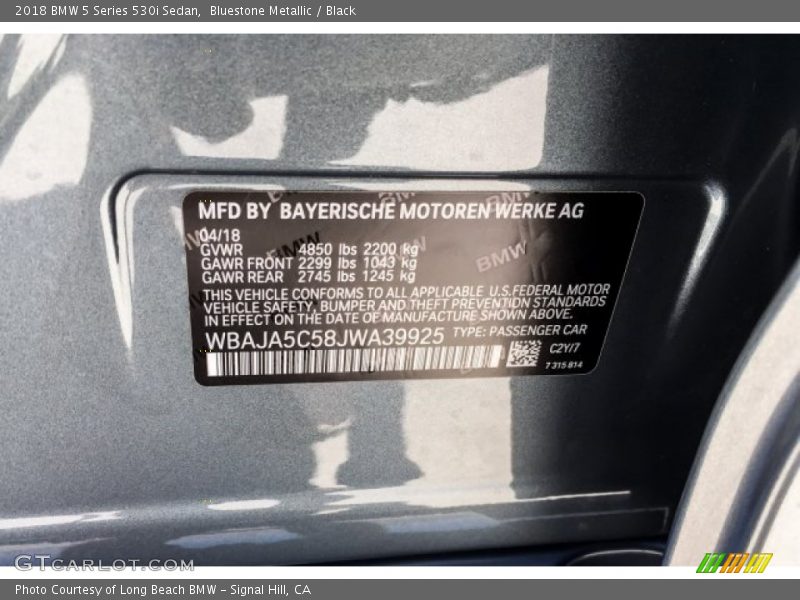 2018 BMW 5 Series 530i Sedan, Bluestone Metallic / Black
MFD BY BAYERISCHE MOTOREN WERKE AG
04/18
GVWR 4850 lbs 2200 kg
GAWR FRONT 2299 lbs 1043 kg
GAWR REAR 2745 lbs 1245 kg
THIS VEHICLE CONFORMS TO ALL APPLICABLE U.S.FEDERAL MOTOR
VEHICLE SAFETY, BUMPER AND THEFT PREVENTION STANDARDS
IN EFFECT ON THE DATE OF MANUFACTURE SHOWN ABOVE.
WBAJA5C58JWA39925 TYPE: PASSENGER CAR
C2Y/7
7 315 814
BMW
BMW
GTCARLOT.COM
Photo Courtesy of Long Beach BMW - Signal Hill, CA